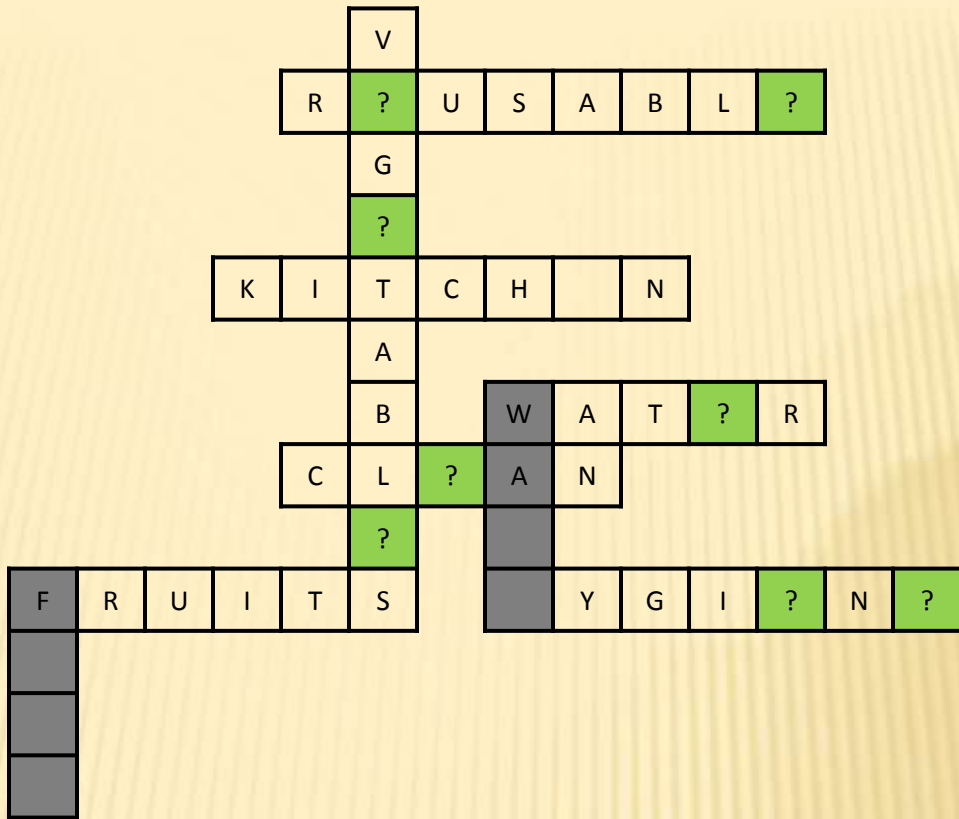 V
R ? U S A B L ?
G
?
K I T C H N
A
B W A T ? R
C L ? A N
?
F R U I T S Y G I ? N ?